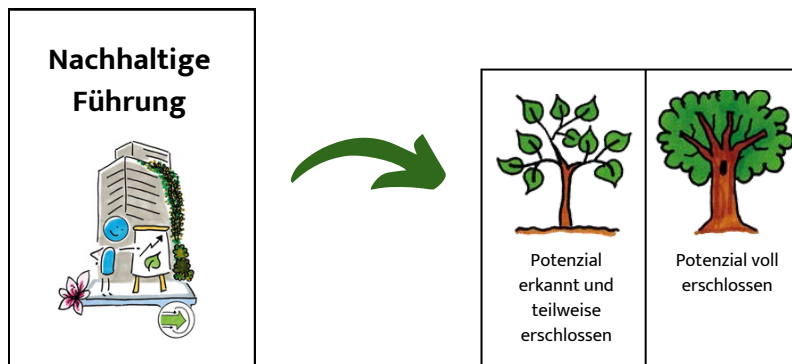 Nachhaltige
Führung
Potenzial
erkannt und
teilweise
erschlossen
Potenzial voll
erschlossen